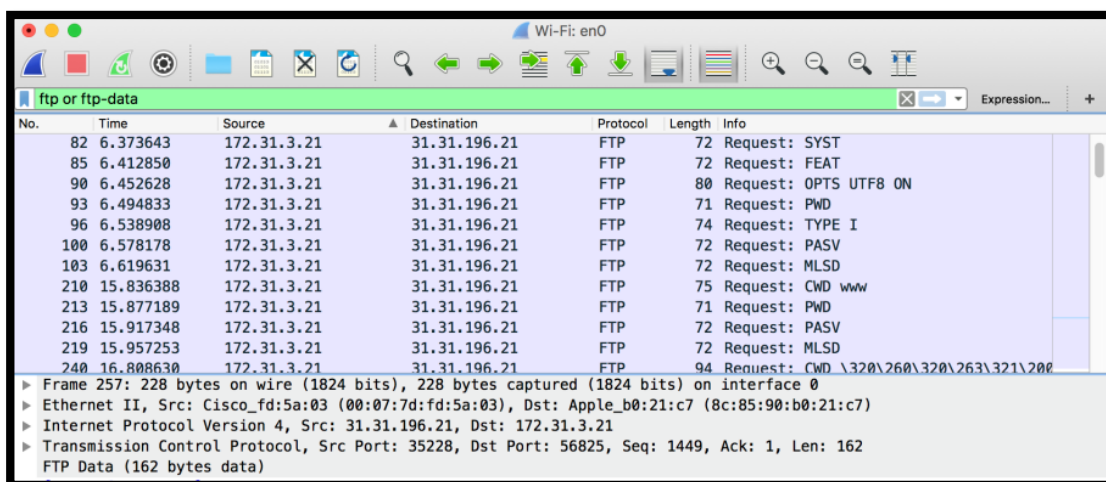 Wi-Fi: en0
ftp or ftp-data Expression... +
No. Time Source Destination Protocol Length Info
82 6.373643 172.31.3.21 31.31.196.21 FTP 72 Request: SYST
85 6.412850 172.31.3.21 31.31.196.21 FTP 72 Request: FEAT
90 6.452628 172.31.3.21 31.31.196.21 FTP 80 Request: OPTS UTF8 ON
93 6.494833 172.31.3.21 31.31.196.21 FTP 71 Request: PWD
96 6.538908 172.31.3.21 31.31.196.21 FTP 74 Request: TYPE I
100 6.578178 172.31.3.21 31.31.196.21 FTP 72 Request: PASV
103 6.619631 172.31.3.21 31.31.196.21 FTP 72 Request: MLSD
210 15.836388 172.31.3.21 31.31.196.21 FTP 75 Request: CWD www
213 15.877189 172.31.3.21 31.31.196.21 FTP 71 Request: PWD
216 15.917348 172.31.3.21 31.31.196.21 FTP 72 Request: PASV
219 15.957253 172.31.3.21 31.31.196.21 FTP 72 Request: MLSD
240 16.808630 172.31.3.21 31.31.196.21 FTP 94 Request: CWD \320\260\320\263\321\200
Frame 257: 228 bytes on wire (1824 bits), 228 bytes captured (1824 bits) on interface 0
Ethernet II, Src: Cisco_fd:5a:03 (00:07:7d:fd:5a:03), Dst: Apple_b0:21:c7 (8c:85:90:b0:21:c7)
Internet Protocol Version 4, Src: 31.31.196.21, Dst: 172.31.3.21
Transmission Control Protocol, Src Port: 35228, Dst Port: 56825, Seq: 1449, Ack: 1, Len: 162
FTP Data (162 bytes data)